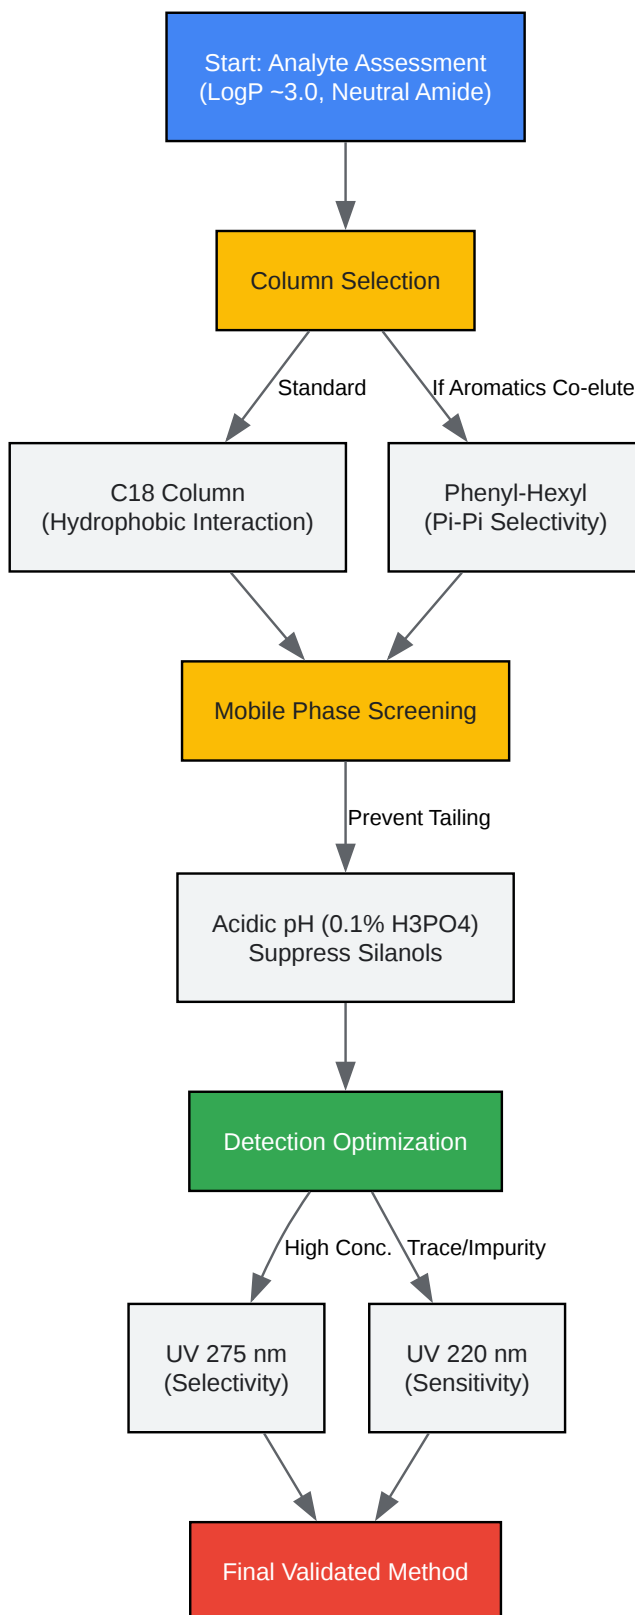 Start: Analyte Assessment
(LogP ~3.0, Neutral Amide)
Column Selection
Standard
If Aromatics Co-elute
C18 Column
(Hydrophobic Interaction)
Phenyl-Hexyl
(Pi-Pi Selectivity)
Mobile Phase Screening
Prevent Tailing
Acidic pH (0.1% H3PO4)
Suppress Silanols
Detection Optimization
High Conc.
Trace/Impurity
UV 275 nm
(Selectivity)
UV 220 nm
(Sensitivity)
Final Validated Method